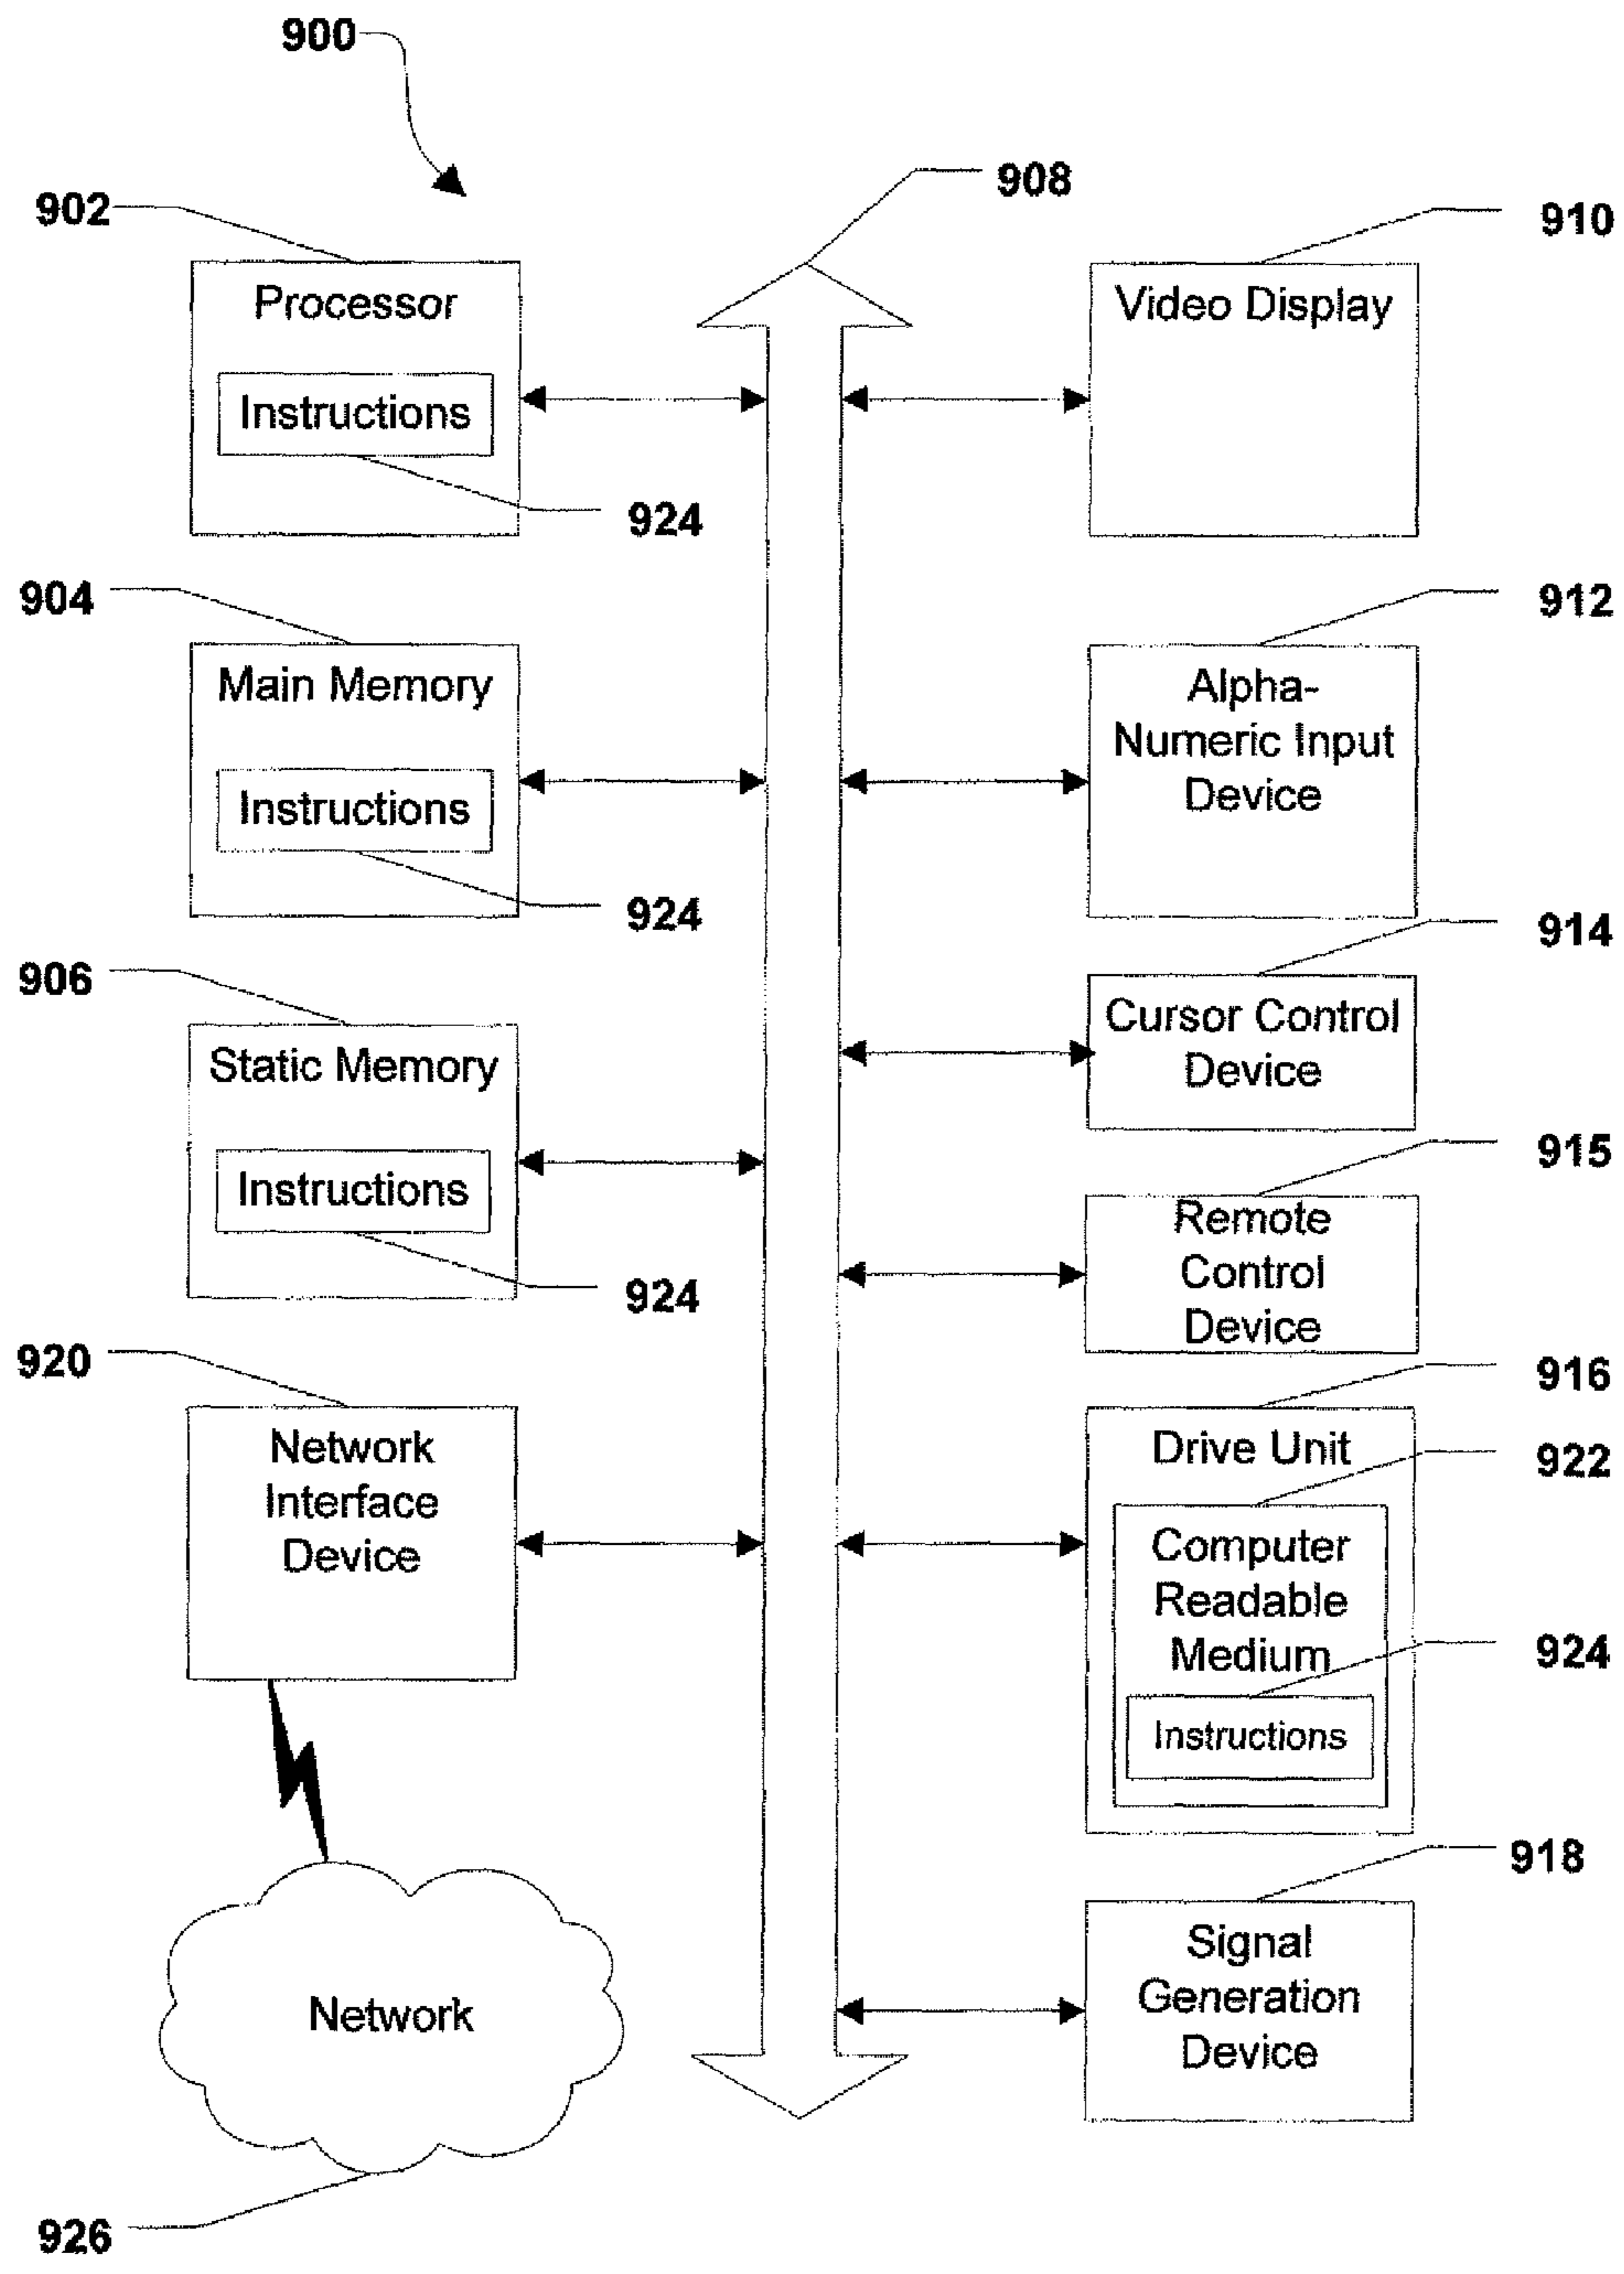 900
908
902
910
Processor
Video Display
Instructions
924
904
912
Main Memory
Alpha-
Numeric Input
Device
Instructions
924
914
906
Cursor Control
Device
Static Memory
915
Instructions
924
Remote
Control
Device
920
916
Network
Interface
Device
Drive Unit
922
Computer
Readable
Medium
924
Instructions
918
Signal
Generation
Device
Network
926